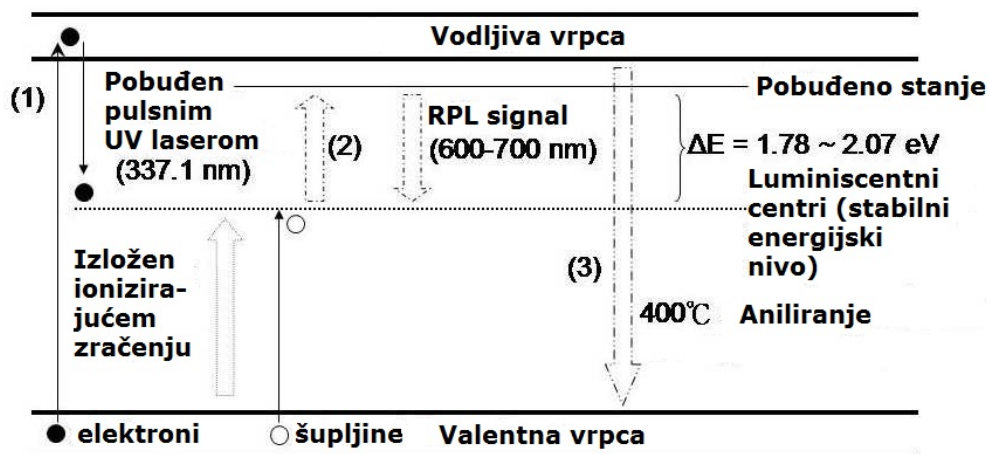 Vodljiva vrpca
(1)
Pobuđen
pulsnim
UV laserom
(337.1 nm)
(2)
RPL signal
(600-700 nm)
Pobuđeno stanje
ΔE = 1.78 ~ 2.07 eV
Luminiscentni
centri (stabilni
energijski
nivo)
Izložen
ionizira-
jućem
zračenju
(3)
400℃ Aniliranje
elektroni šupljine Valentna vrpca